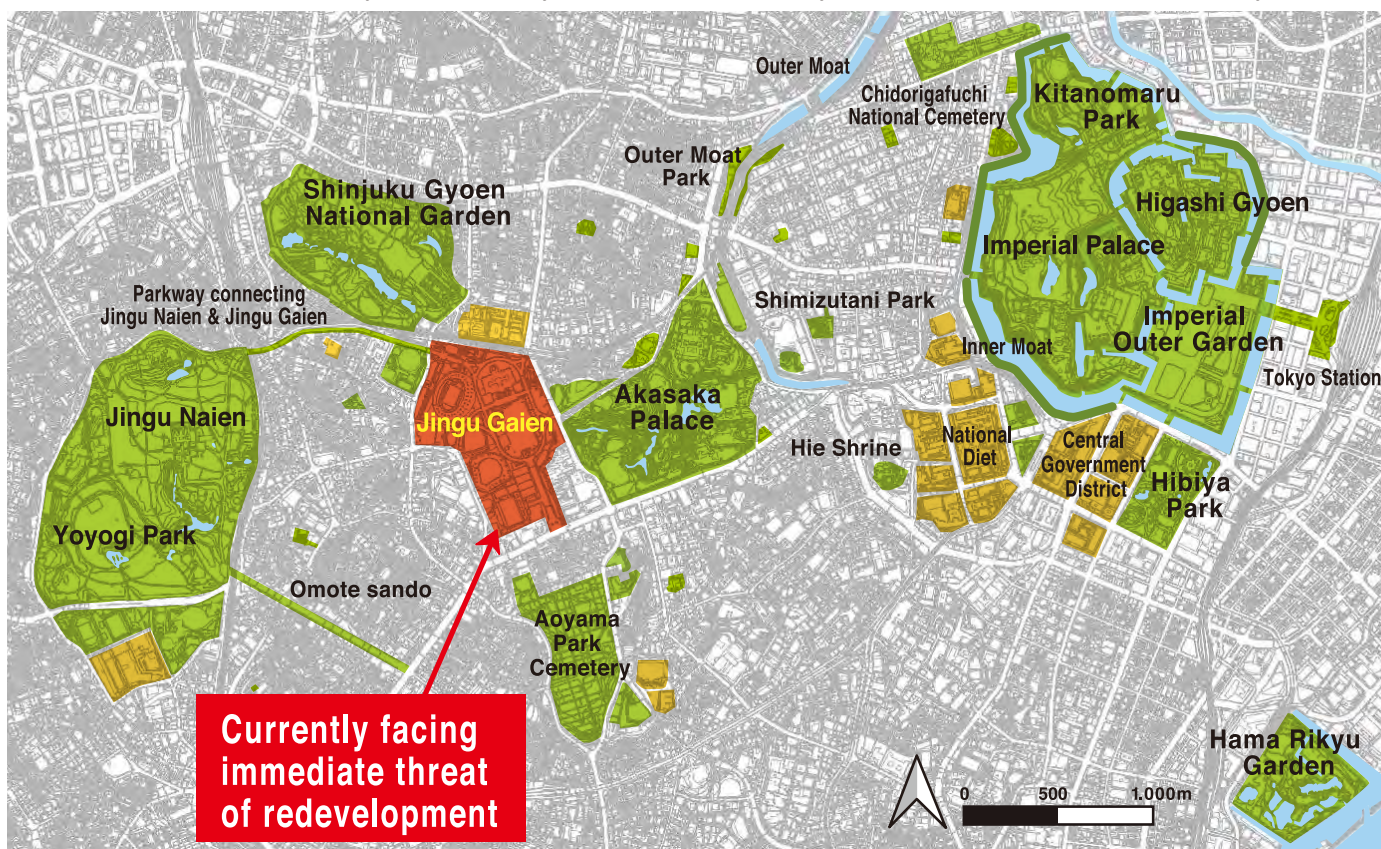 Outer Moat
Chidorigafuchi
National Cemetery
Kitanomaru
Park
Outer Moat
Park
Shinjuku Gyoen
National Garden
Higashi Gyoen
Imperial Palace
Parkway connecting
Jingu Naien & Jingu Gaien
Shimizutani Park
Imperial
Outer Garden
Inner Moat
Tokyo Station
Jingu Naien
Jingu Gaien
Akasaka
Palace
Hie Shrine
National
Diet
Central
Government
District
Hibiya
Park
Yoyogi Park
Omote sando
Aoyama
Park
Cemetery
Currently facing
immediate threat
of redevelopment
Hama Rikyu
Garden
0 500 1.000m